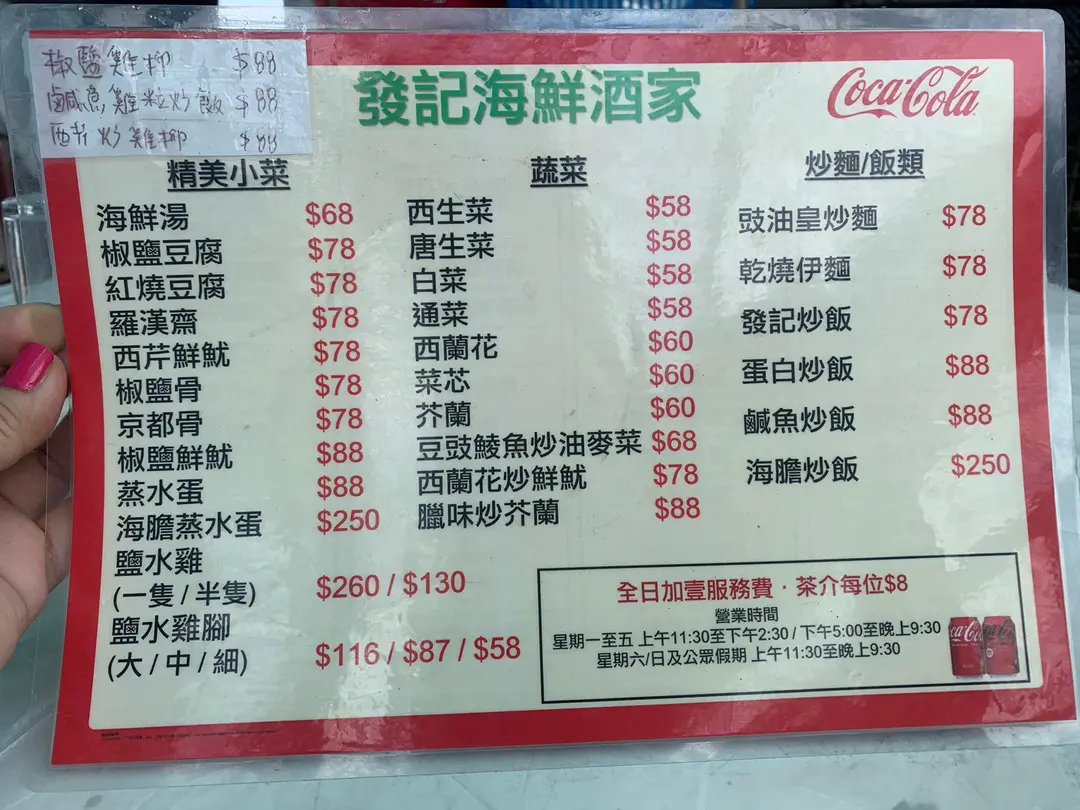 椒鹽雞柳 $88
鹹魚雞粒炒飯 $88
西芹炒雞柳 $88
發記海鮮酒家
Coca-Cola
精美小菜
海鮮湯 $68
椒鹽豆腐 $78
紅燒豆腐 $78
羅漢齋 $78
西芹鮮魷 $78
椒鹽骨 $78
京都骨 $78
椒鹽鮮魷 $88
蒸水蛋 $88
海膽蒸水蛋 $250
鹽水雞
(一隻 / 半隻) $260 / $130
鹽水雞腳
(大 / 中 / 細) $116 / $87 / $58
蔬菜
西生菜 $58
唐生菜 $58
白菜 $58
通菜 $58
西蘭花 $60
菜芯 $60
芥蘭 $60
豆豉鯪魚炒油麥菜 $68
西蘭花炒鮮魷 $78
臘味炒芥蘭 $88
炒麵/飯類
豉油皇炒麵 $78
乾燒伊麵 $78
發記炒飯 $78
蛋白炒飯 $88
鹹魚炒飯 $88
海膽炒飯 $250
全日加壹服務費 · 茶介每位$8
營業時間
星期一至五 上午11:30至下午2:30 / 下午5:00至晚上9:30
星期六/日及公眾假期 上午11:30至晚上9:30